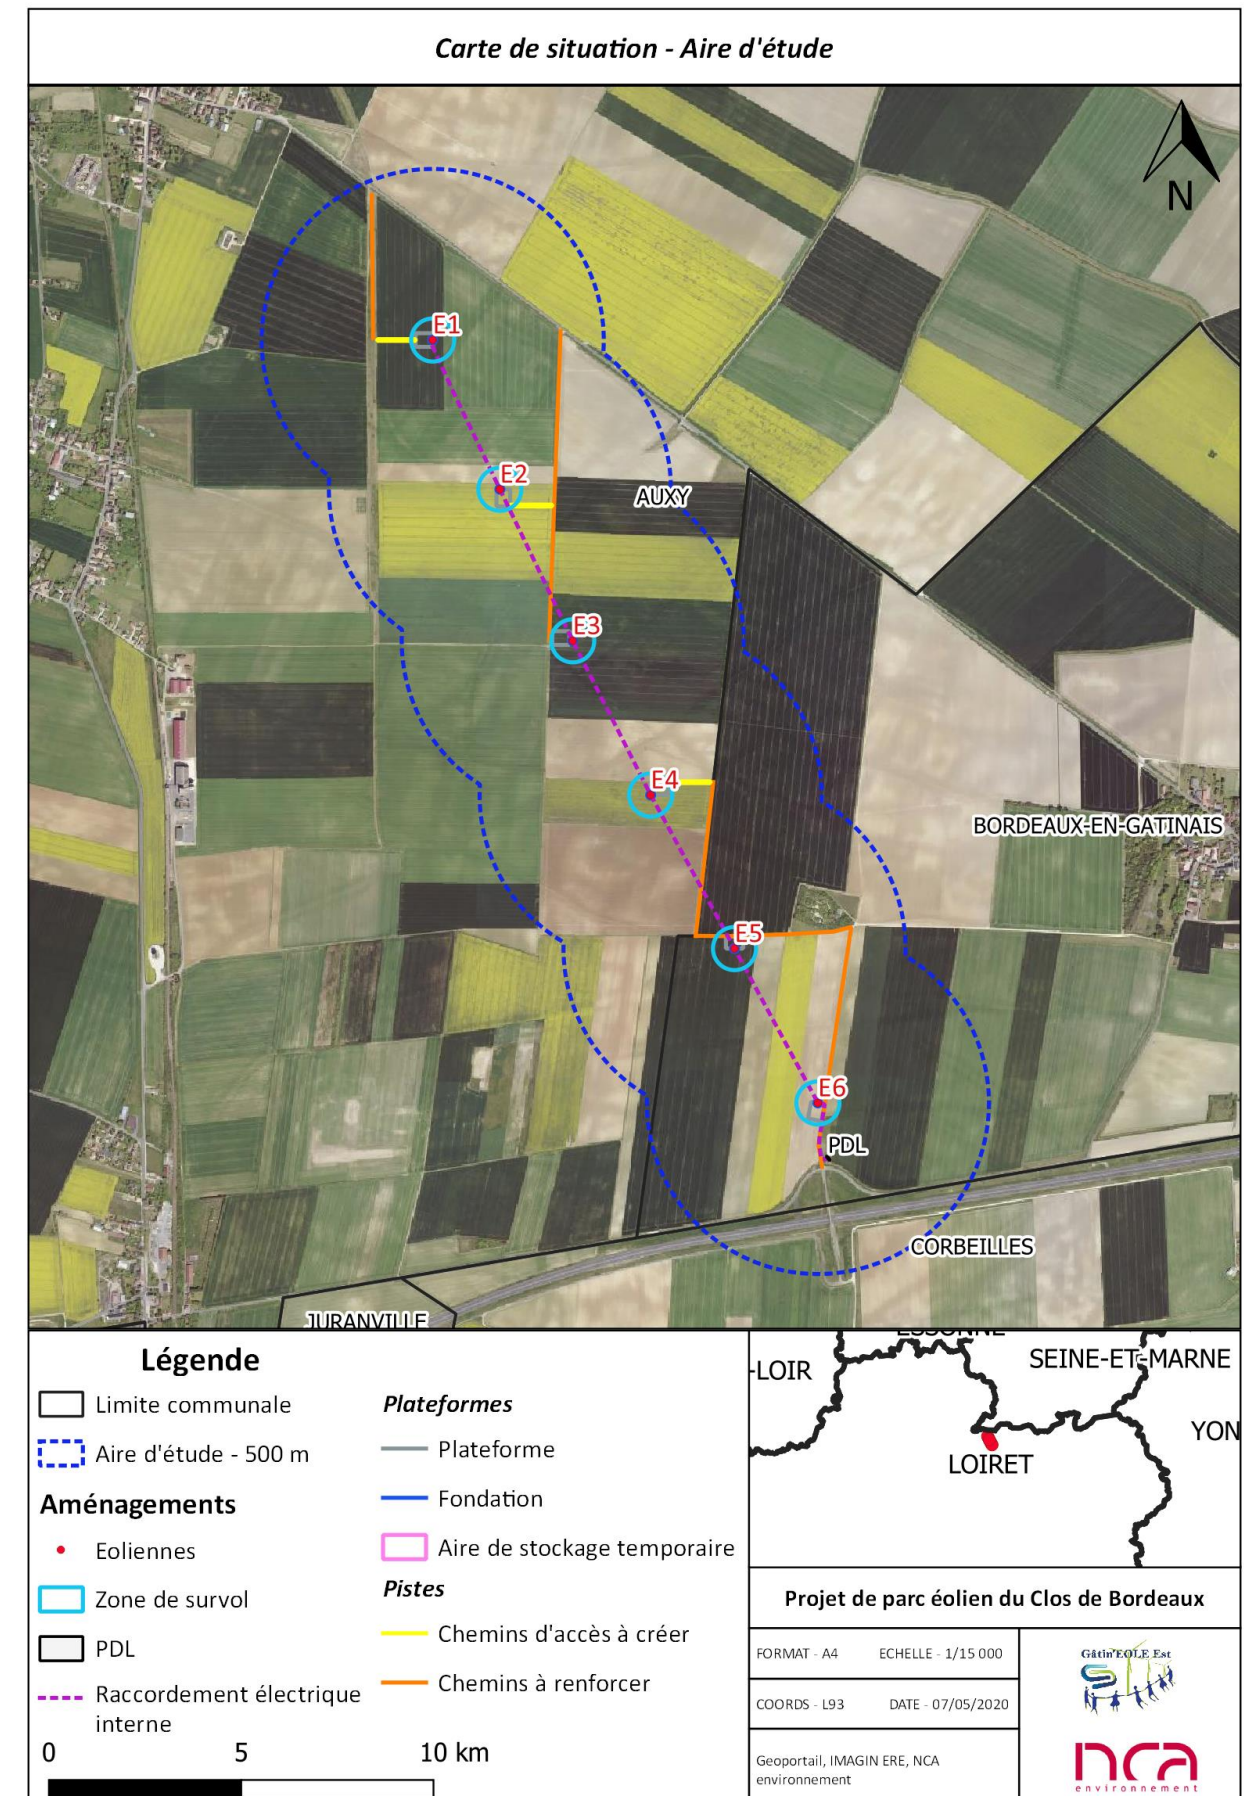 Carte de situation - Aire d'étude
N
E1
E2
AUXY
E3
E4
BORDEAUX-EN-GATINAIS
E5
E6
PDL
CORBEILLES
JURANVILLE
Légende
Limite communale
Aire d'étude - 500 m
Aménagements
Eoliennes
Zone de survol
PDL
Raccordement électrique
interne
0 5 10 km
Plateformes
Plateforme
Fondation
Aire de stockage temporaire
Pistes
Chemins d'accès à créer
Chemins à renforcer
ESSONNE
-LOIR
SEINE-ET-MARNE
YON
LOIRET
Projet de parc éolien du Clos de Bordeaux
FORMAT - A4 ECHELLE - 1/15 000
COORDS - L93 DATE - 07/05/2020
Geoportail, IMAGIN ERE, NCA
environnement
Gâtin'EOLE Est
nca
environnement